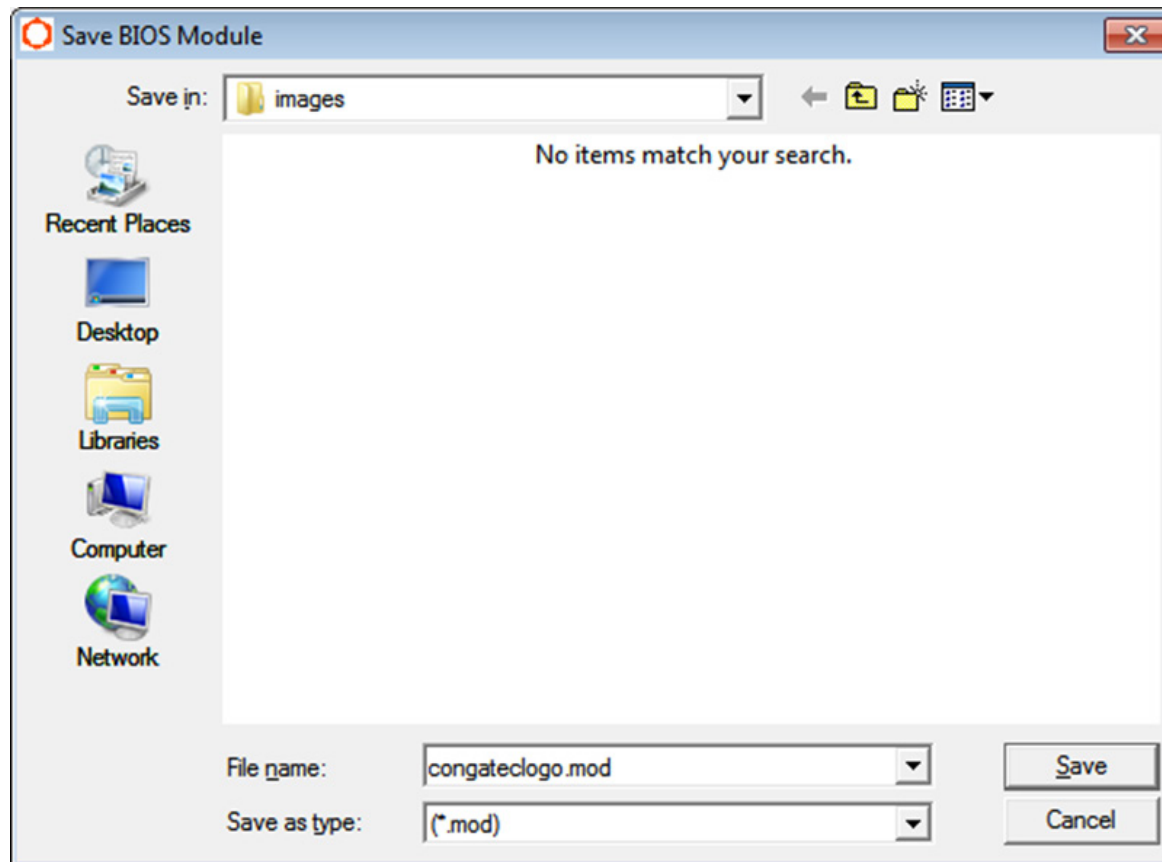 Save BIOS Module
Save in: images
No items match your search.
Recent Places
Desktop
Libraries
Computer
Network
File name: congateclogo.mod Save
Save as type: (*.mod) Cancel